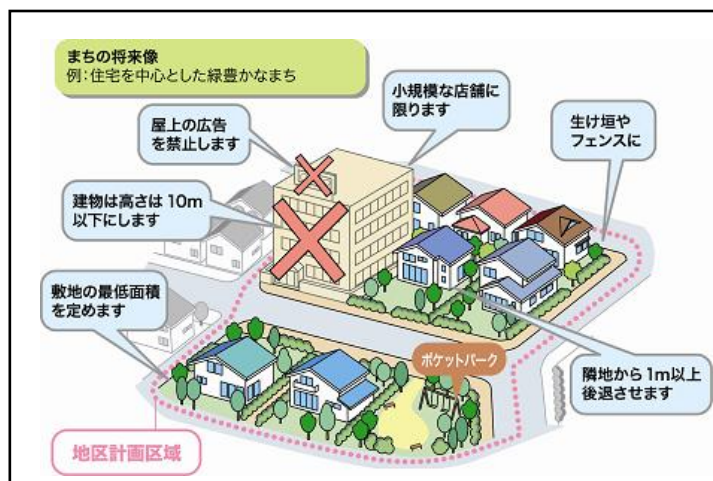 まちの将来像
例:住宅を中心とした緑豊かなまち
屋上の広告
を禁止します
小規模な店舗に
限ります
生け垣や
フェンスに
建物は高さは10m
以下にします
敷地の最低面積
を定めます
ポケットパーク
隣地から1m以上
後退させます
地区計画区域